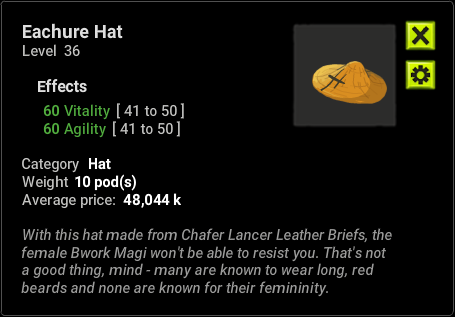 Eachure Hat
Level 36
Effects
60 Vitality [ 41 to 50 ]
60 Agility [ 41 to 50 ]
Category Hat
Weight 10 pod(s)
Average price: 48,044 k
With this hat made from Chafer Lancer Leather Briefs, the
female Bwork Magi won't be able to resist you. That's not
a good thing, mind - many are known to wear long, red
beards and none are known for their femininity.